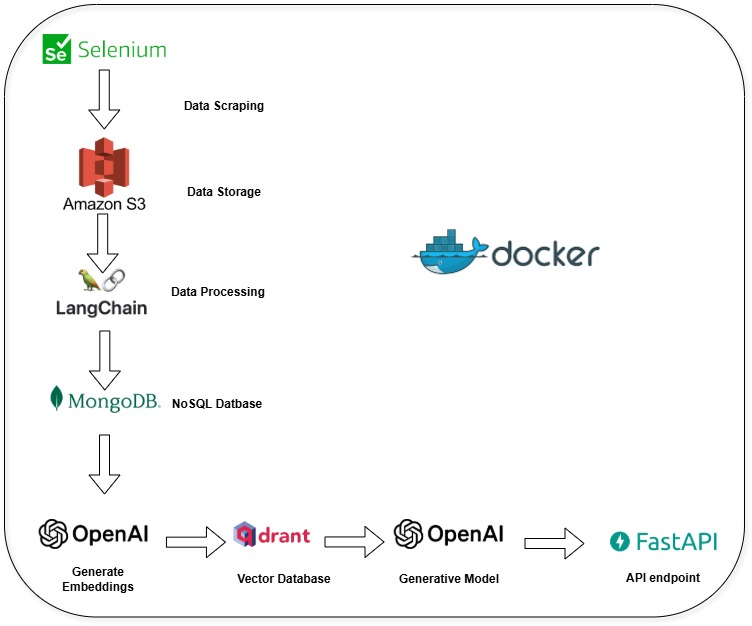 Se Selenium
Data Scraping
Data Storage
Amazon S3
Data Processing
LangChain
MongoDB.
NoSQL Datbase
OpenAI
drant
OpenAI
FastAPI
Generate
Embeddings
Vector Database
Generative Model
API endpoint
docker